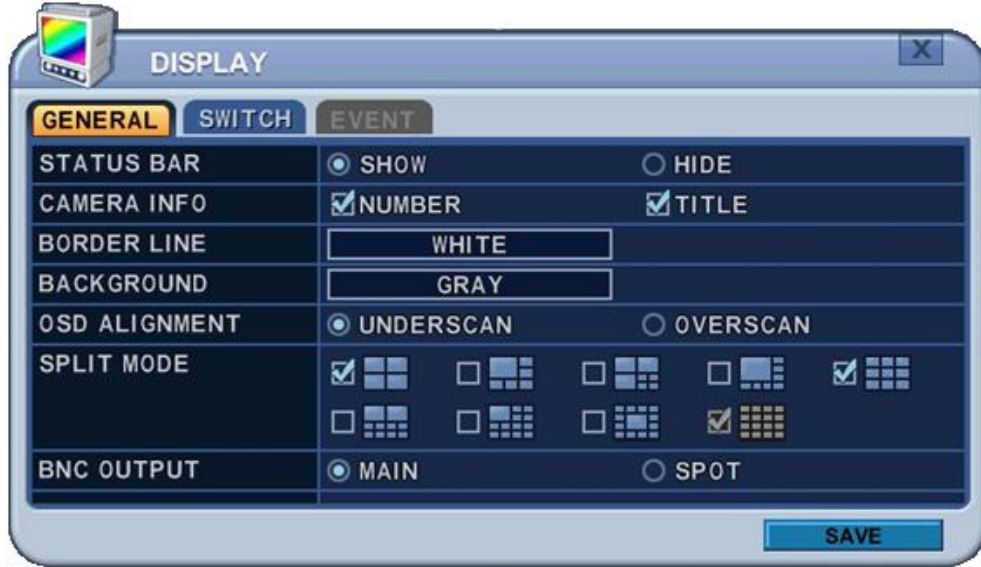 DISPLAY
X
GENERAL SWITCH EVENT
STATUS BAR SHOW HIDE
CAMERA INFO NUMBER TITLE
BORDER LINE WHITE
BACKGROUND GRAY
OSD ALIGNMENT UNDERSCAN OVERSCAN
SPLIT MODE
BNC OUTPUT MAIN SPOT
SAVE